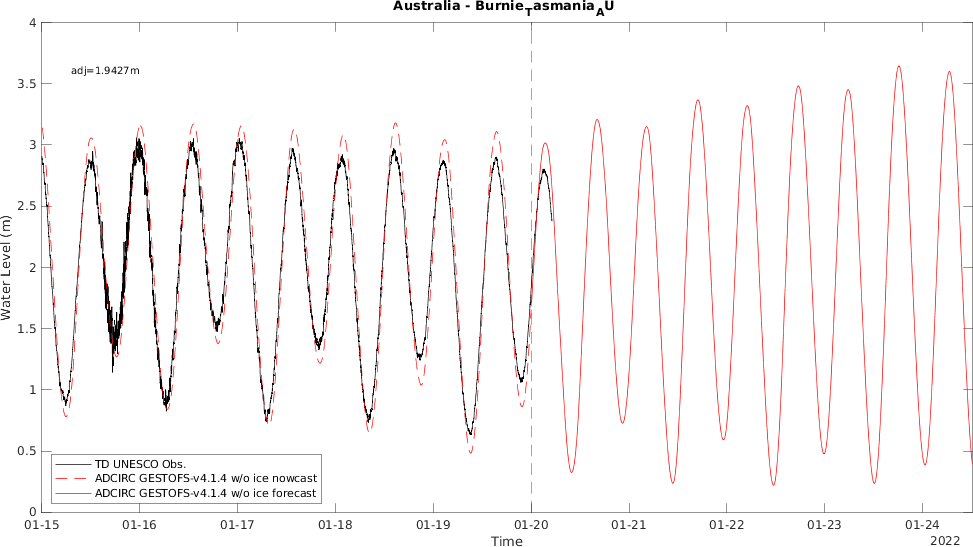 Australia - Burnie_Tasmania_AU
4
adj=1.9427m
3.5
3
2.5
2
1.5
1
0.5
0
Water Level (m)
TD UNESCO Obs.
ADCIRC GESTOFS-v4.1.4 w/o ice nowcast
ADCIRC GESTOFS-v4.1.4 w/o ice forecast
01-15 01-16 01-17 01-18 01-19 01-20 01-21 01-22 01-23 01-24
Time
2022